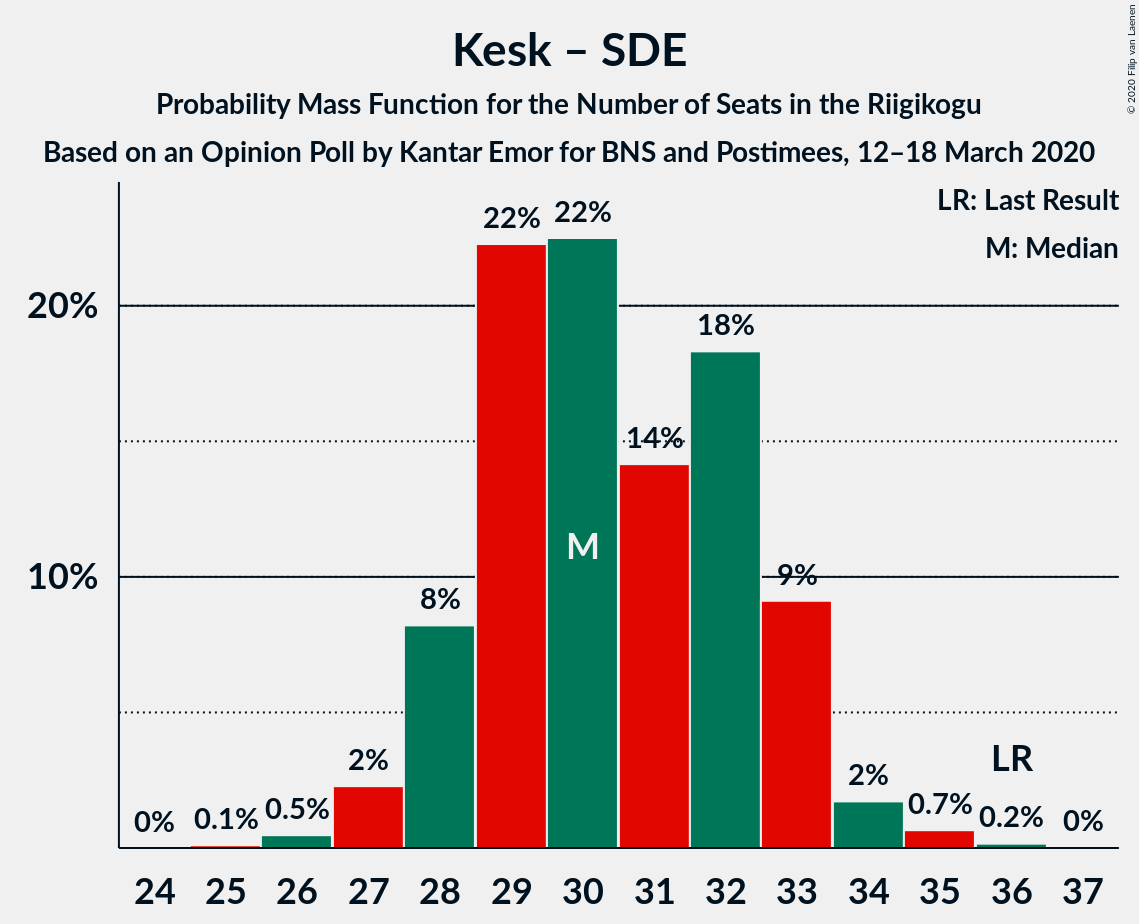 Kesk – SDE
Probability Mass Function for the Number of Seats in the Riigikogu
Based on an Opinion Poll by Kantar Emor for BNS and Postimees, 12–18 March 2020
© 2020 Filip van Laenen
LR: Last Result
M: Median
20%
10%
0%
0.1%
0.5%
2%
8%
22%
22%
14%
18%
9%
2%
0.7%
0.2%
0%
M
LR
24 25 26 27 28 29 30 31 32 33 34 35 36 37